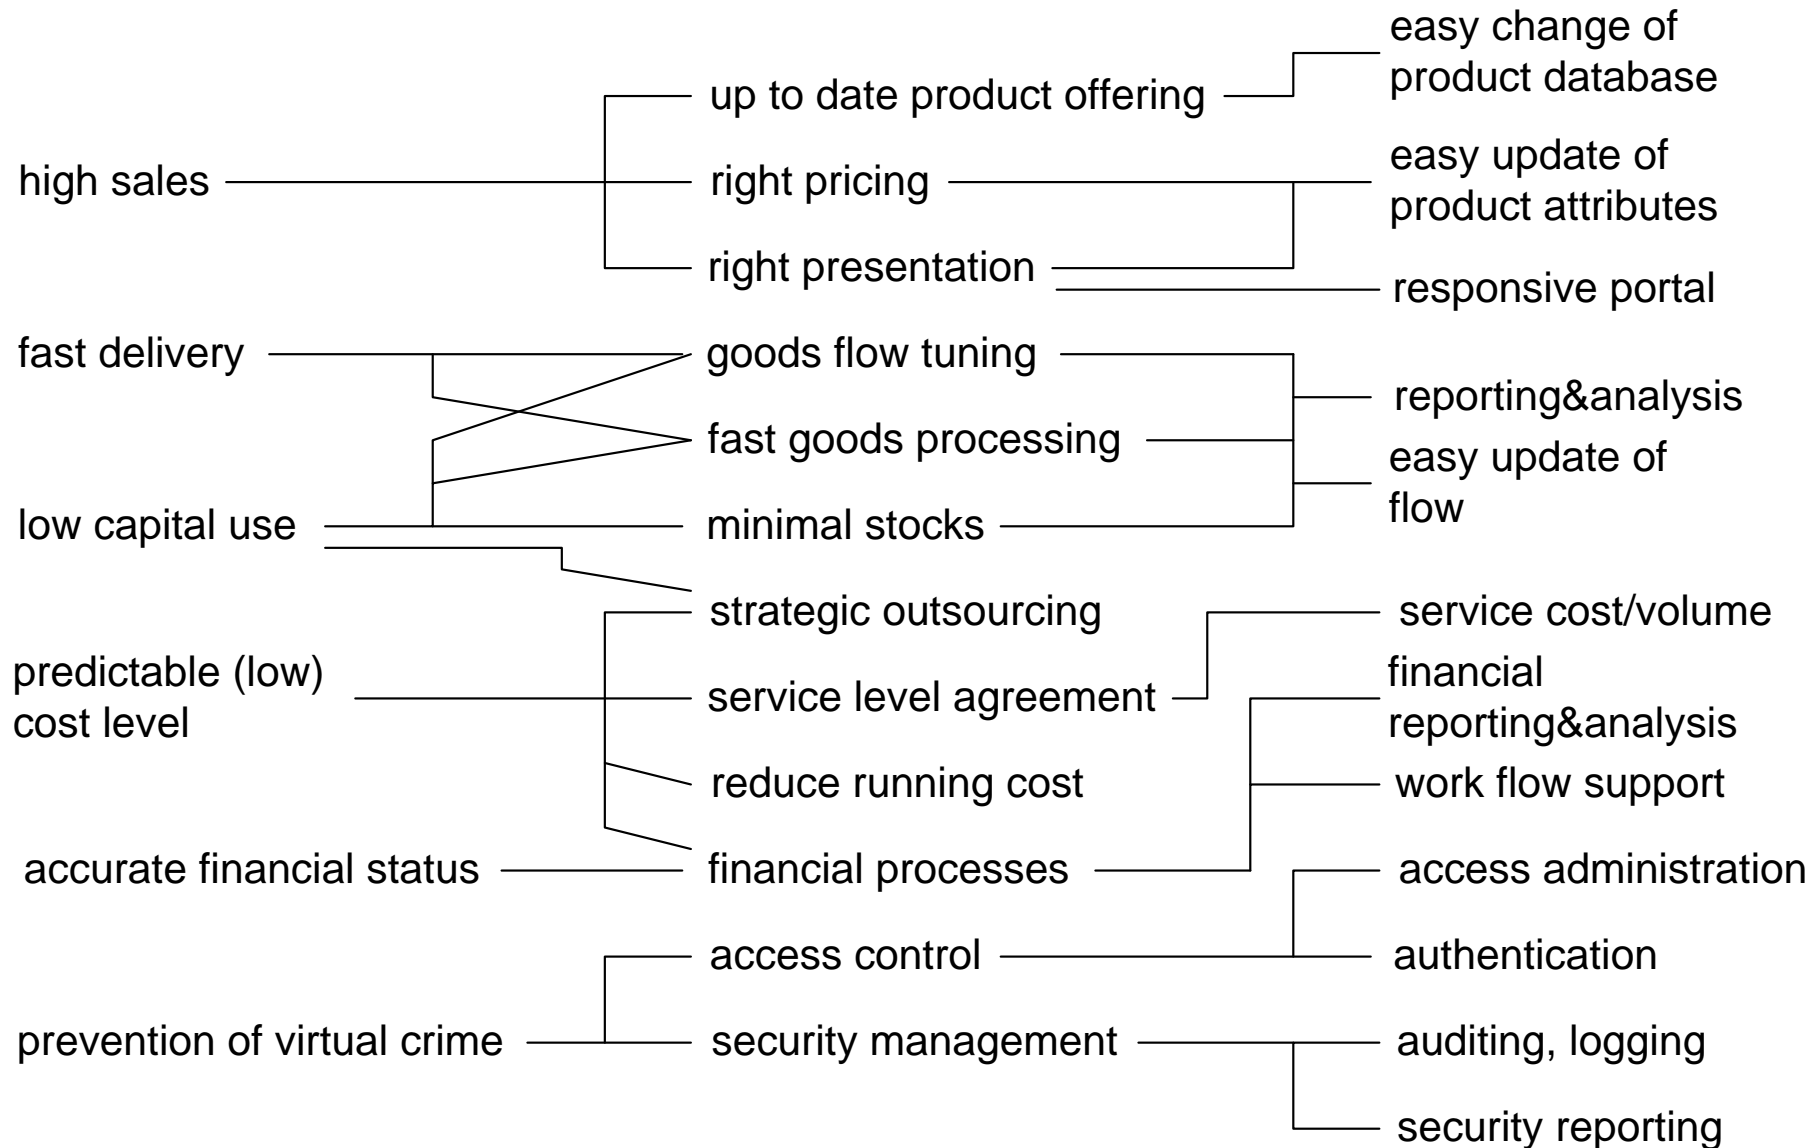 high sales
fast delivery
low capital use
predictable (low)
cost level
accurate financial status
prevention of virtual crime
up to date product offering
right pricing
right presentation
goods flow tuning
fast goods processing
minimal stocks
strategic outsourcing
service level agreement
reduce running cost
financial processes
access control
security management
easy change of
product database
easy update of
product attributes
responsive portal
reporting&analysis
easy update of
flow
service cost/volume
financial
reporting&analysis
work flow support
access administration
authentication
auditing, logging
security reporting